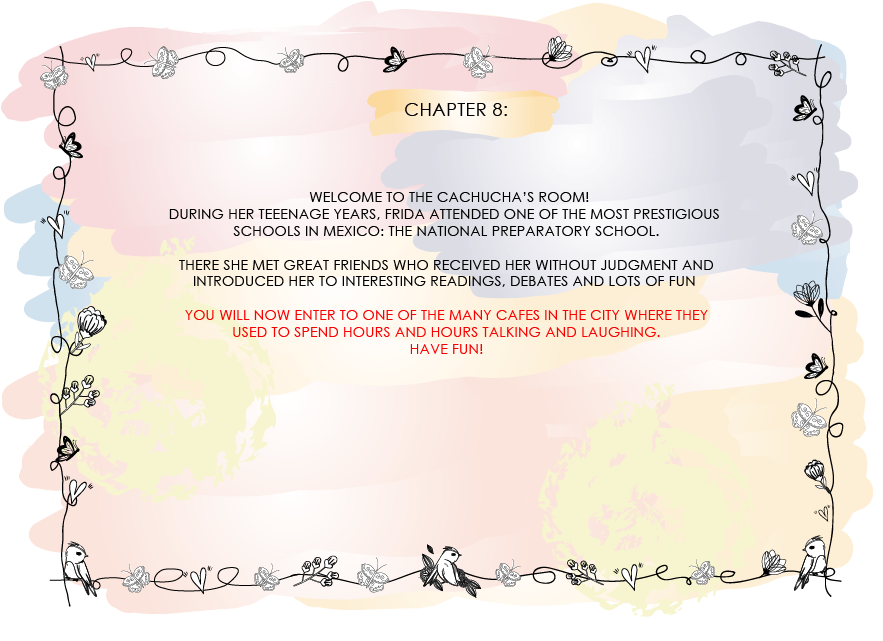 CHAPTER 8:
WELCOME TO THE CACHUCHA'S ROOM!
DURING HER TEEENAGE YEARS, FRIDA ATTENDED ONE OF THE MOST PRESTIGIOUS
SCHOOLS IN MEXICO: THE NATIONAL PREPARATORY SCHOOL.
THERE SHE MET GREAT FRIENDS WHO RECEIVED HER WITHOUT JUDGMENT AND
INTRODUCED HER TO INTERESTING READINGS, DEBATES AND LOTS OF FUN
YOU WILL NOW ENTER TO ONE OF THE MANY CAFES IN THE CITY WHERE THEY
USED TO SPEND HOURS AND HOURS TALKING AND LAUGHING.
HAVE FUN!